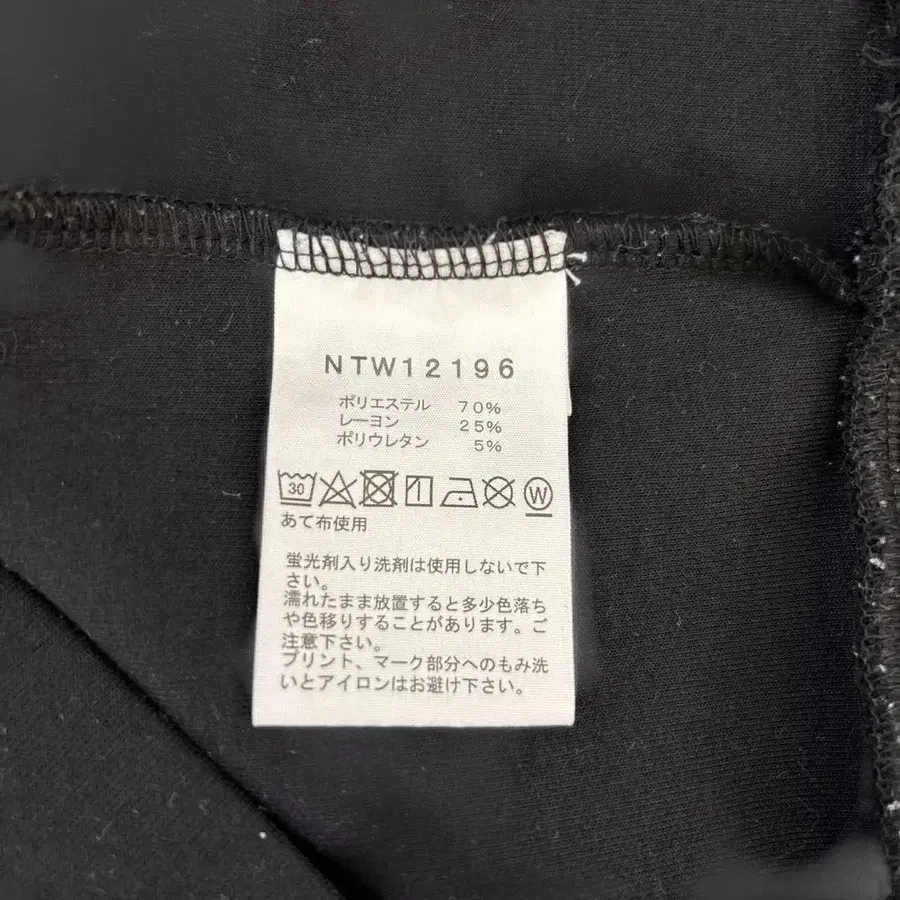 NTW12196
ポリエステル 70%
レーヨン 25%
ポリウレタン 5%
30 W
あて布使用
蛍光剤入り洗剤は使用しないで下
さい。
濡れたまま放置すると多少色落ち
や色移りすることがあります。ご
注意下さい。
プリント、マーク部分へのもみ洗
いとアイロンはお避け下さい。